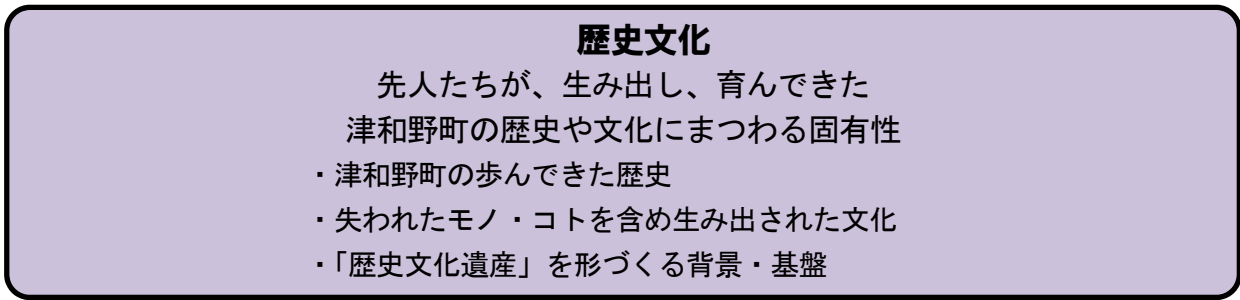 歴史文化
先人たちが、生み出し、育んできた
津和野町の歴史や文化にまつわる固有性
・津和野町の歩んできた歴史
・失われたモノ・コトを含め生み出された文化
・「歴史文化遺産」を形づくる背景・基盤